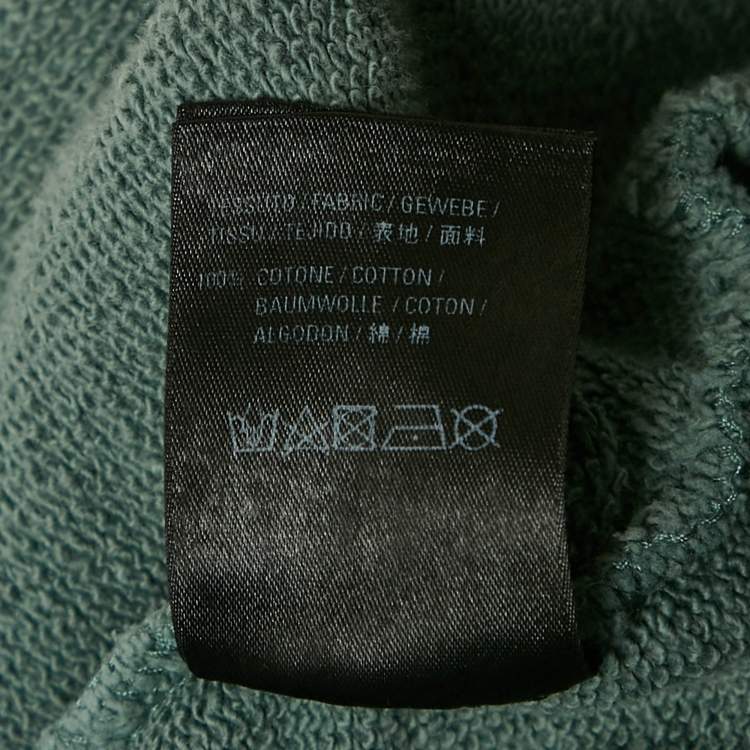 TESSUTO / FABRIC / GEWEBE /
TISSU / TEJIDO / 表地 / 面料
100% COTONE / COTTON /
BAUMWOLLE / COTON /
ALGODON / 綿 / 棉